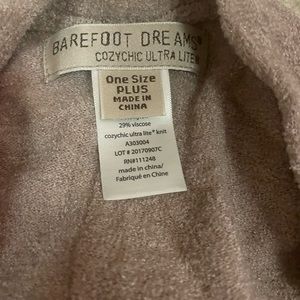 BAREFOOT DREAMS®
COZYCHIC ULTRA LITE®
One Size
PLUS
MADE IN
CHINA
29% viscose
cozychic ultra lite® knit
A303004
LOT # 20170907C
RN#111248
made in china/
Fabriqué en Chine